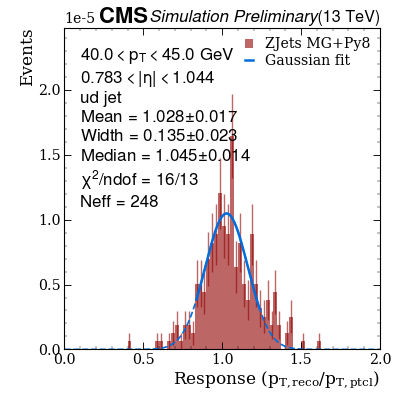 1e-5 CMS Simulation Preliminary (13 TeV)
Events
40.0 < pT < 45.0 GeV
0.783 < |η| < 1.044
ud jet
Mean = 1.028±0.017
Width = 0.135±0.023
Median = 1.045±0.014
χ²/ndof = 16/13
Neff = 248
ZJets MG+Py8
Gaussian fit
2.0
1.5
1.0
0.5
0.0
0.0 0.5 1.0 1.5 2.0
Response (pT,reco/pT,ptcl)